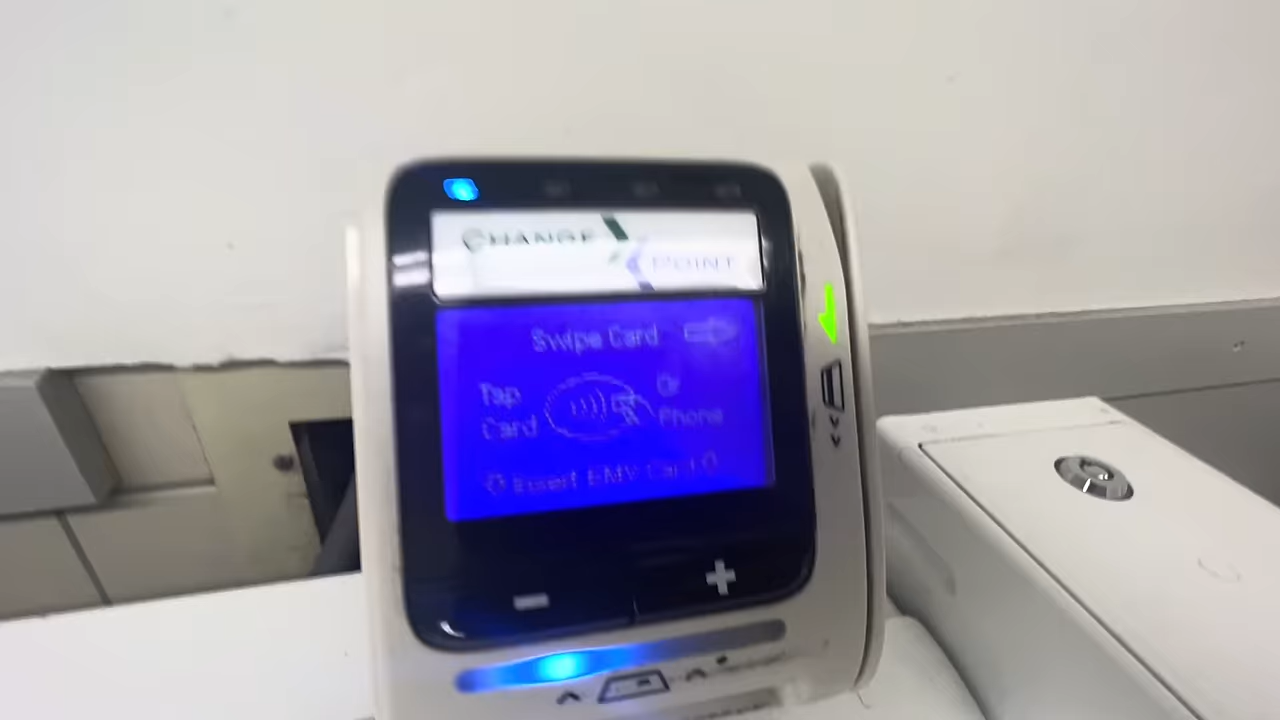 CHANGE
POINT
Swipe Card
Tap Or
Card Phone
Insert EMV Card